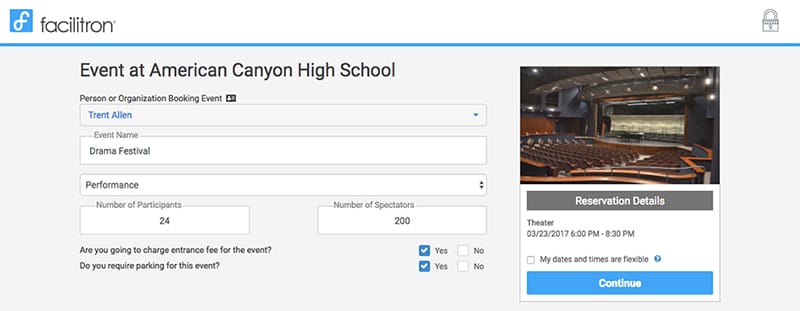 facilitron®
Event at American Canyon High School
Person or Organization Booking Event
Trent Allen
Event Name
Drama Festival
Performance
Number of Participants
24
Number of Spectators
200
Are you going to charge entrance fee for the event? Yes No
Do you require parking for this event? Yes No
Reservation Details
Theater
03/23/2017 6:00 PM - 8:30 PM
My dates and times are flexible ?
Continue